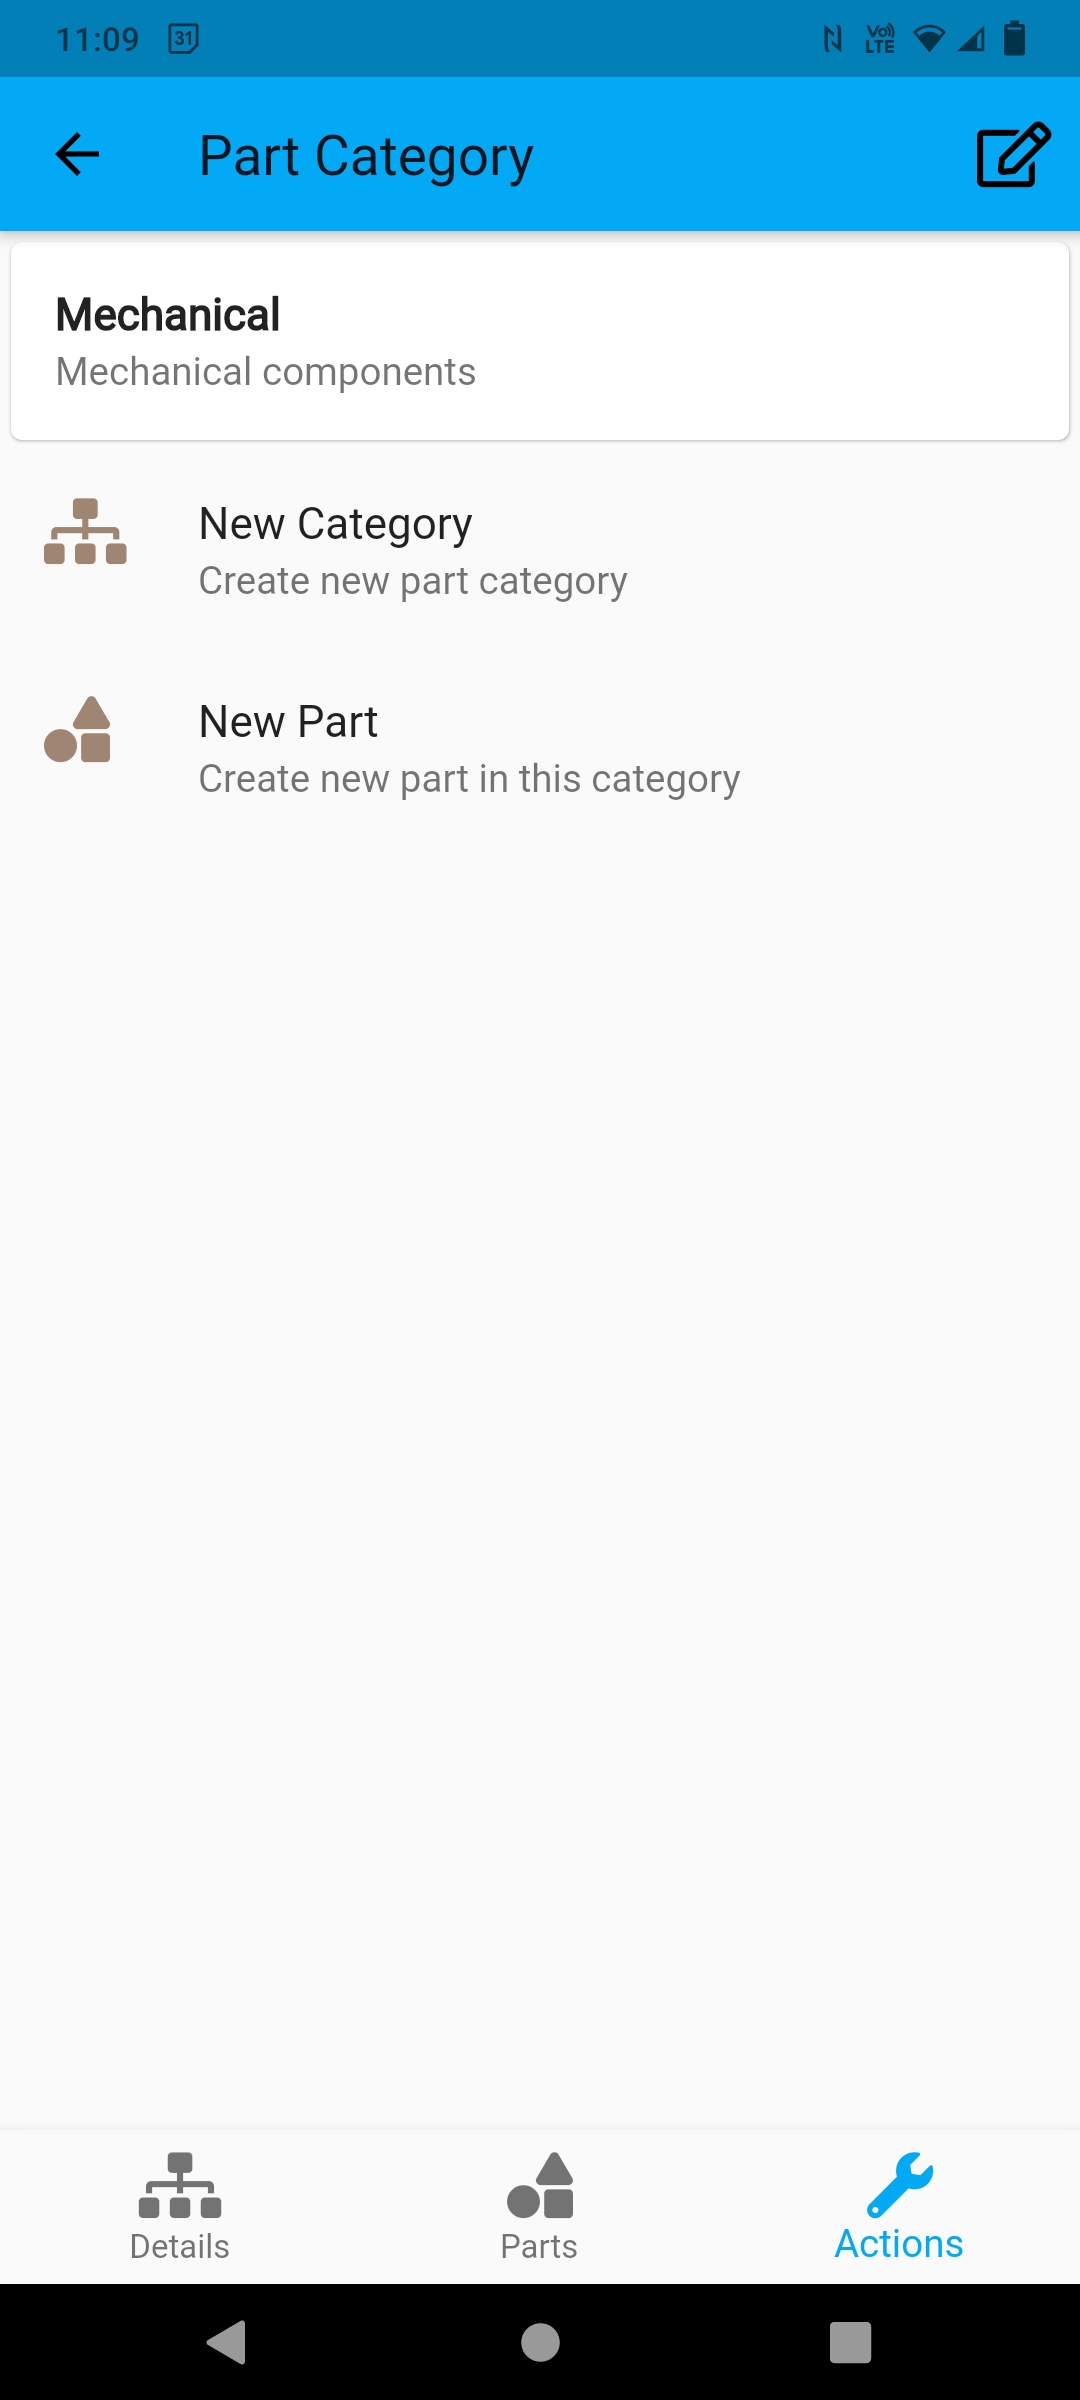 11:09 31 Vo) LTE
Part Category
Mechanical
Mechanical components
New Category
Create new part category
New Part
Create new part in this category
Details Parts Actions